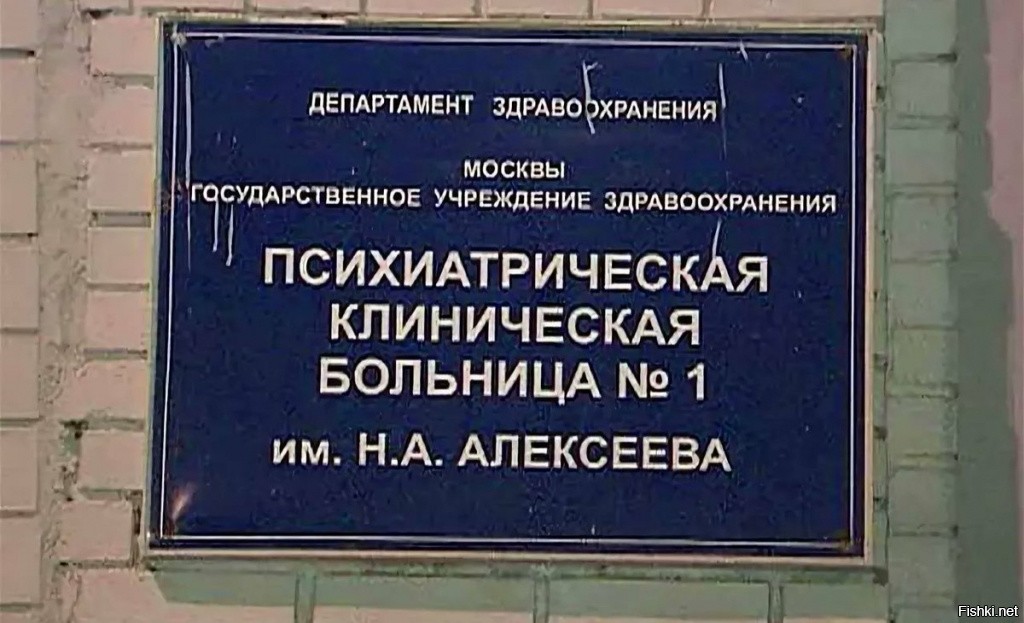 ДЕПАРТАМЕНТ ЗДРАВООХРАНЕНИЯ
МОСКВЫ
ГОСУДАРСТВЕННОЕ УЧРЕЖДЕНИЕ ЗДРАВООХРАНЕНИЯ
ПСИХИАТРИЧЕСКАЯ
КЛИНИЧЕСКАЯ
БОЛЬНИЦА № 1
им. Н.А. АЛЕКСЕЕВА
Fishki.net